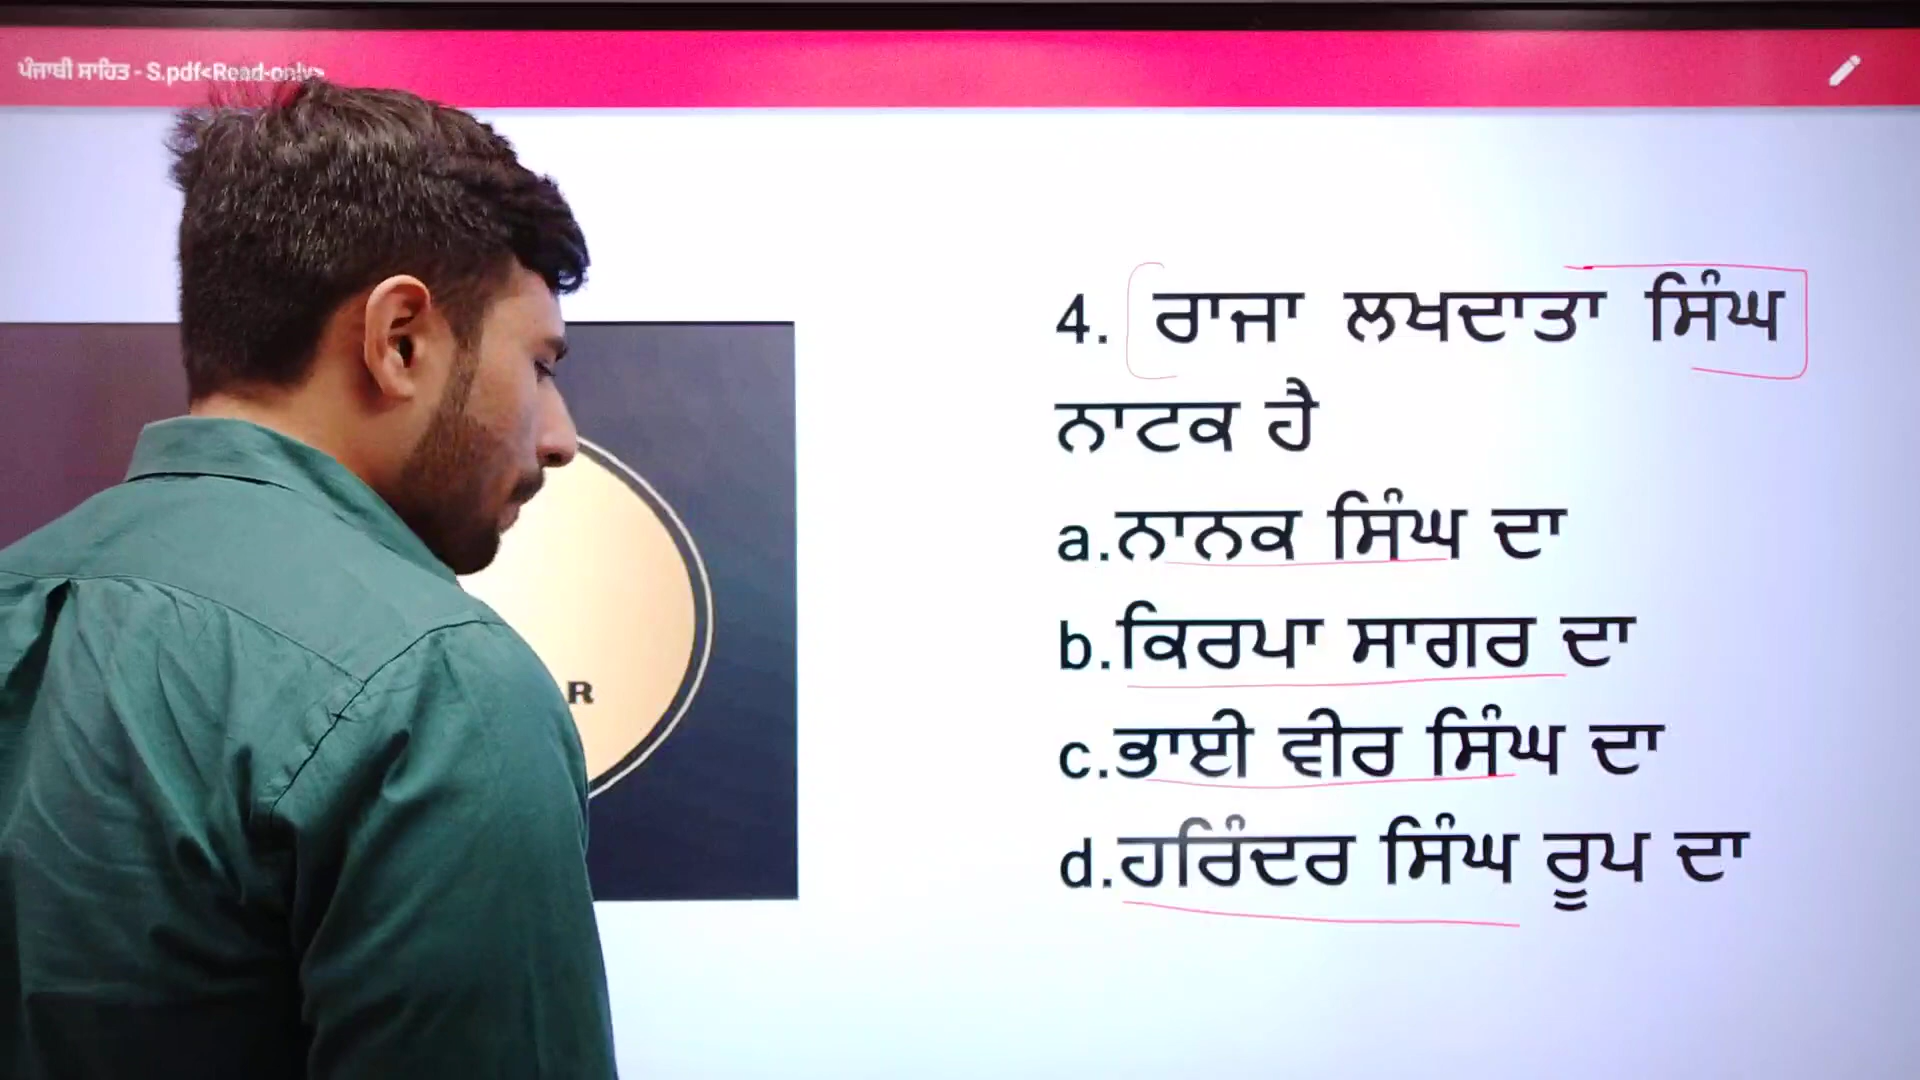 ਪੰਜਾਬੀ ਸਾਹਿਤ - S.pdf<Read-only>
4. ਰਾਜਾ ਲਖਦਾਤਾ ਸਿੰਘ
ਨਾਟਕ ਹੈ
a.ਨਾਨਕ ਸਿੰਘ ਦਾ
b.ਕਿਰਪਾ ਸਾਗਰ ਦਾ
c.ਭਾਈ ਵੀਰ ਸਿੰਘ ਦਾ
d.ਹਰਿੰਦਰ ਸਿੰਘ ਰੂਪ ਦਾ